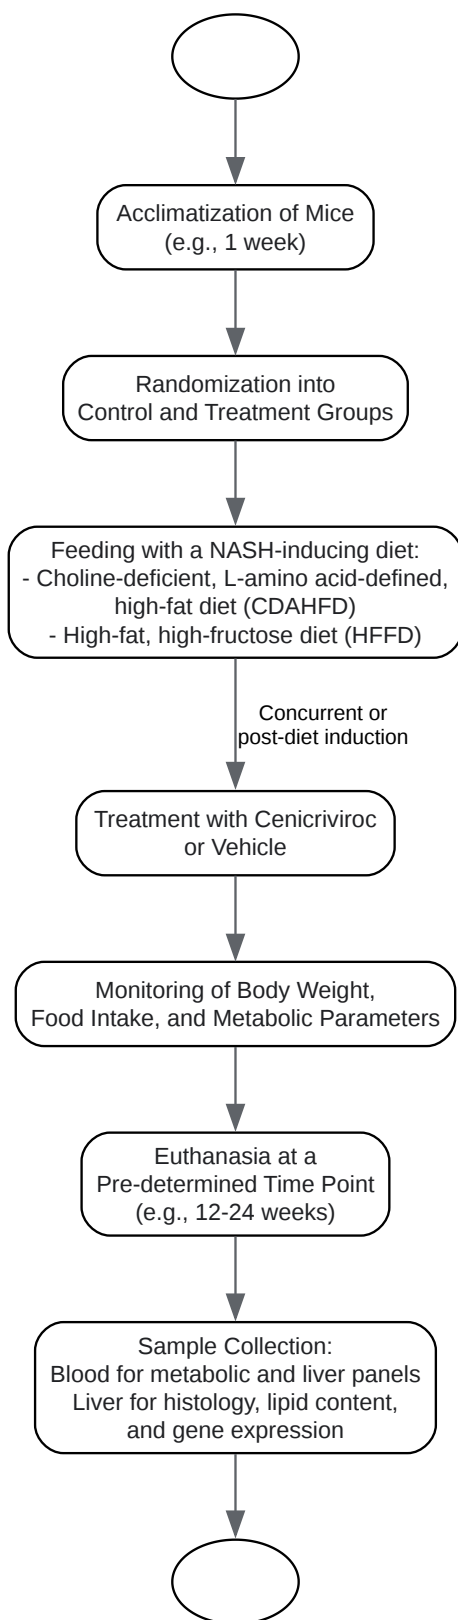 Acclimatization of Mice
(e.g., 1 week)
Randomization into
Control and Treatment Groups
Feeding with a NASH-inducing diet:
- Choline-deficient, L-amino acid-defined,
high-fat diet (CDAHFD)
- High-fat, high-fructose diet (HFFD)
Concurrent or
post-diet induction
Treatment with Cenicriviroc
or Vehicle
Monitoring of Body Weight,
Food Intake, and Metabolic Parameters
Euthanasia at a
Pre-determined Time Point
(e.g., 12-24 weeks)
Sample Collection:
Blood for metabolic and liver panels
Liver for histology, lipid content,
and gene expression